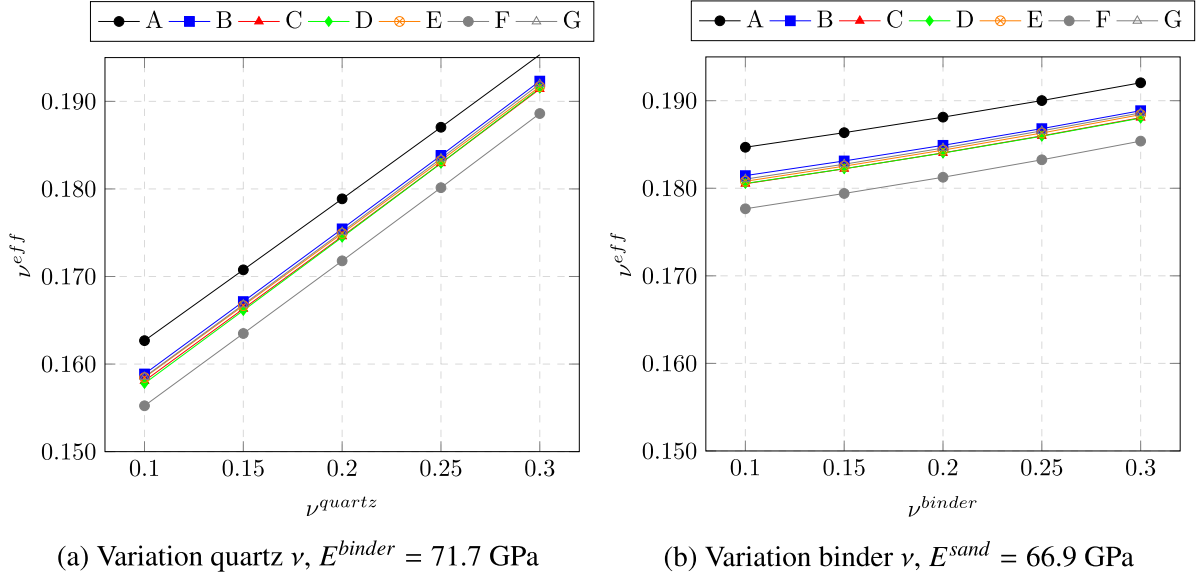 A B C D E F G
0.190
0.180
0.170
0.160
0.150
ν^{eff}
0.1 0.15 0.2 0.25 0.3
ν^{quartz}
(a) Variation quartz ν, E^{binder} = 71.7 GPa
A B C D E F G
0.190
0.180
0.170
0.160
0.150
ν^{eff}
0.1 0.15 0.2 0.25 0.3
ν^{binder}
(b) Variation binder ν, E^{sand} = 66.9 GPa